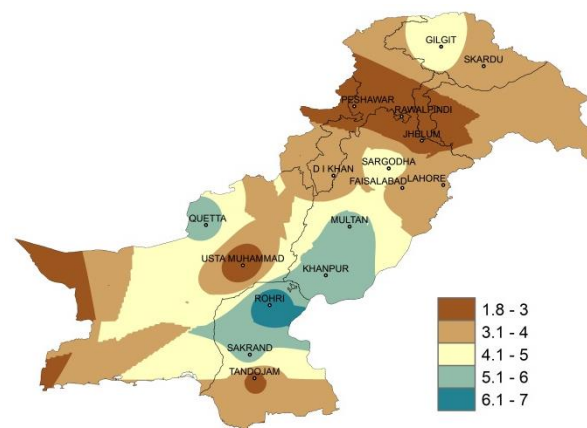 GILGIT
SKARDU
PESHAWAR
RAWALPINDI
JHELUM
SARGODHA
D I KHAN
FAISALABAD
LAHORE
QUETTA
MULTAN
USTA MUHAMMAD
KHANPUR
ROHRI
SAKRAND
TANDOJAM
1.8 - 3
3.1 - 4
4.1 - 5
5.1 - 6
6.1 - 7